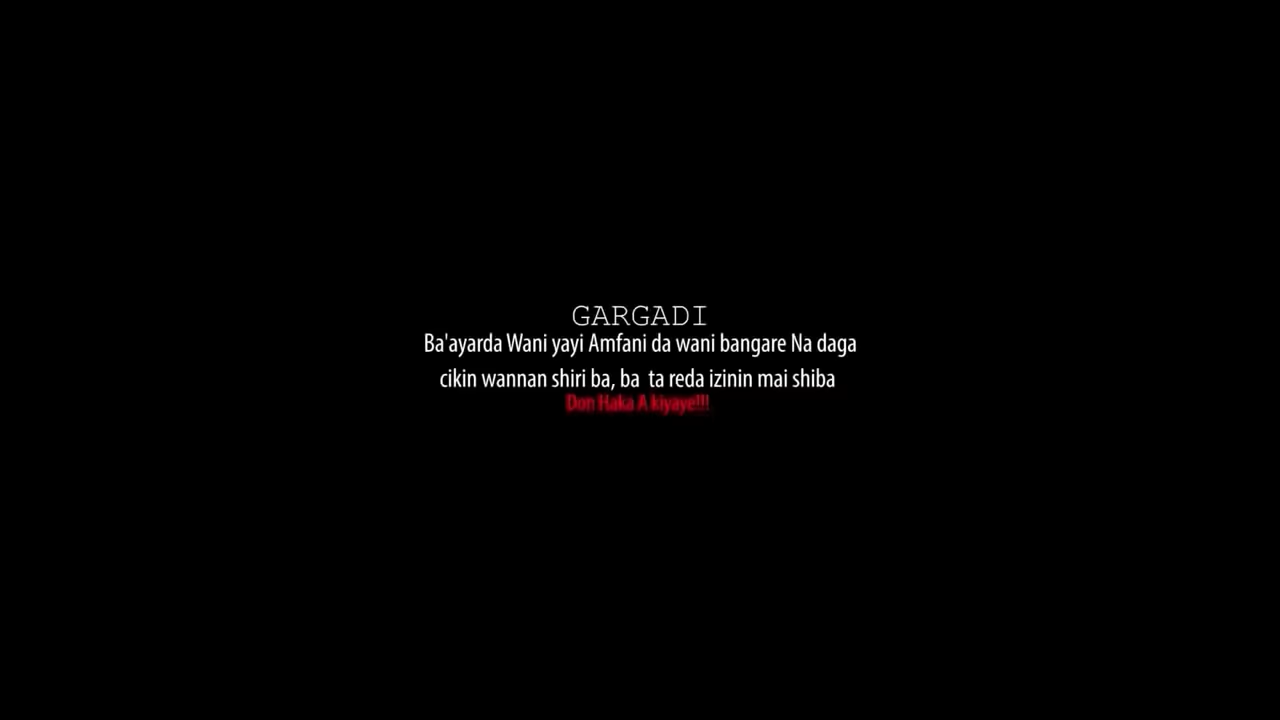 GARGADI
Ba'ayarda Wani yayi Amfani da wani bangare Na daga
cikin wannan shiri ba, ba ta reda izinin mai shiba
Don Haka A kiyaye!!!